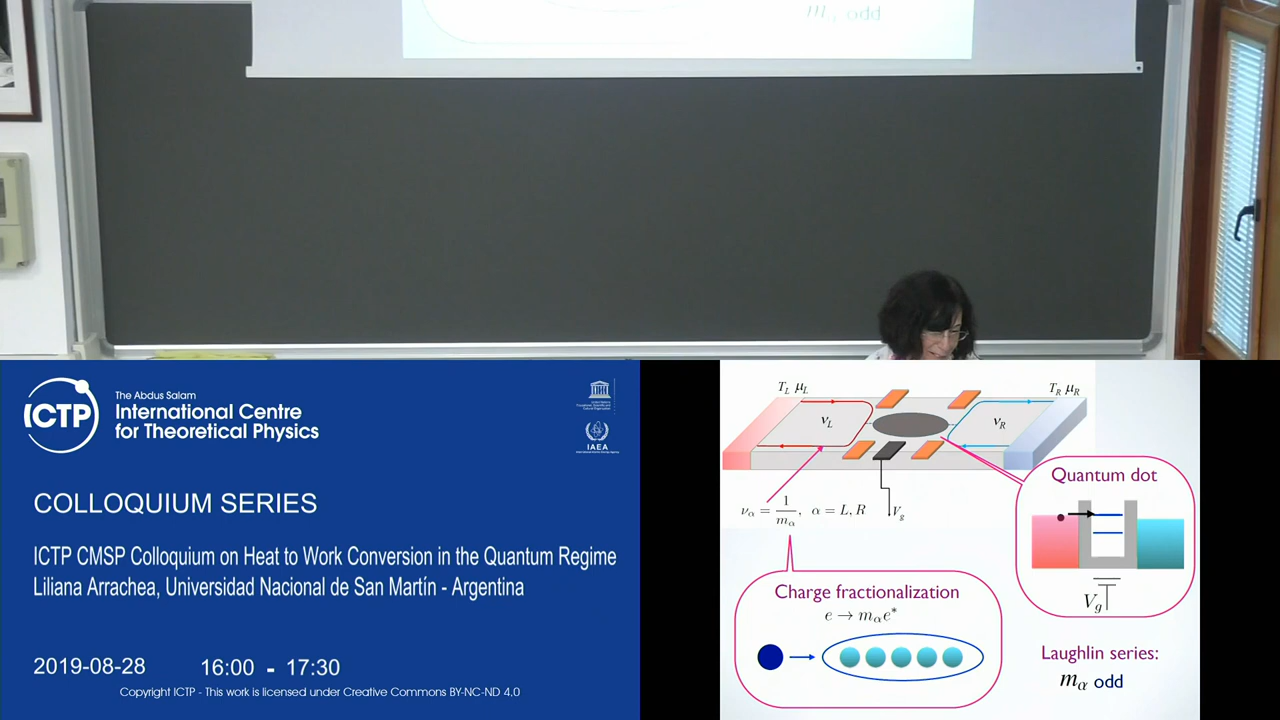 m, odd
ICTP
The Abdus Salam
International Centre
for Theoretical Physics
IAEA
COLLOQUIUM SERIES
ICTP CMSP Colloquium on Heat to Work Conversion in the Quantum Regime
Liliana Arrachea, Universidad Nacional de San Martín - Argentina
2019-08-28 16:00 - 17:30
Copyright ICTP - This work is licensed under Creative Commons BY-NC-ND 4.0
T_L μ_L
T_R μ_R
ν_L
ν_R
ν_α = 1/m_α, α = L, R
V_g
Quantum dot
V_g
Charge fractionalization
e → m_α e*
Laughlin series:
m_α odd